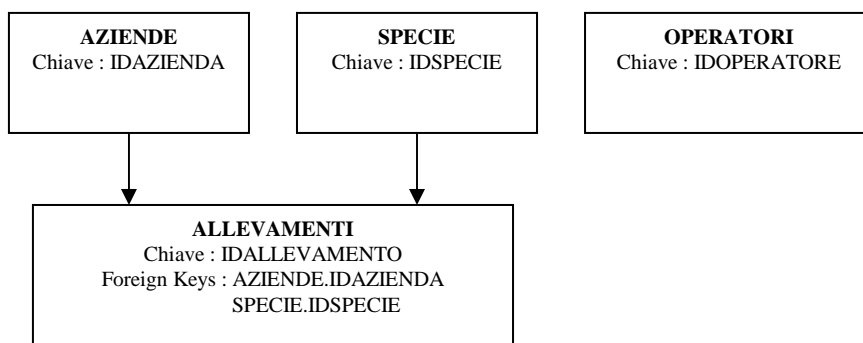 AZIENDE
Chiave : IDAZIENDA
SPECIE
Chiave : IDSPECIE
OPERATORI
Chiave : IDOPERATORE
ALLEVAMENTI
Chiave : IDALLEVAMENTO
Foreign Keys : AZIENDE.IDAZIENDA
SPECIE.IDSPECIE